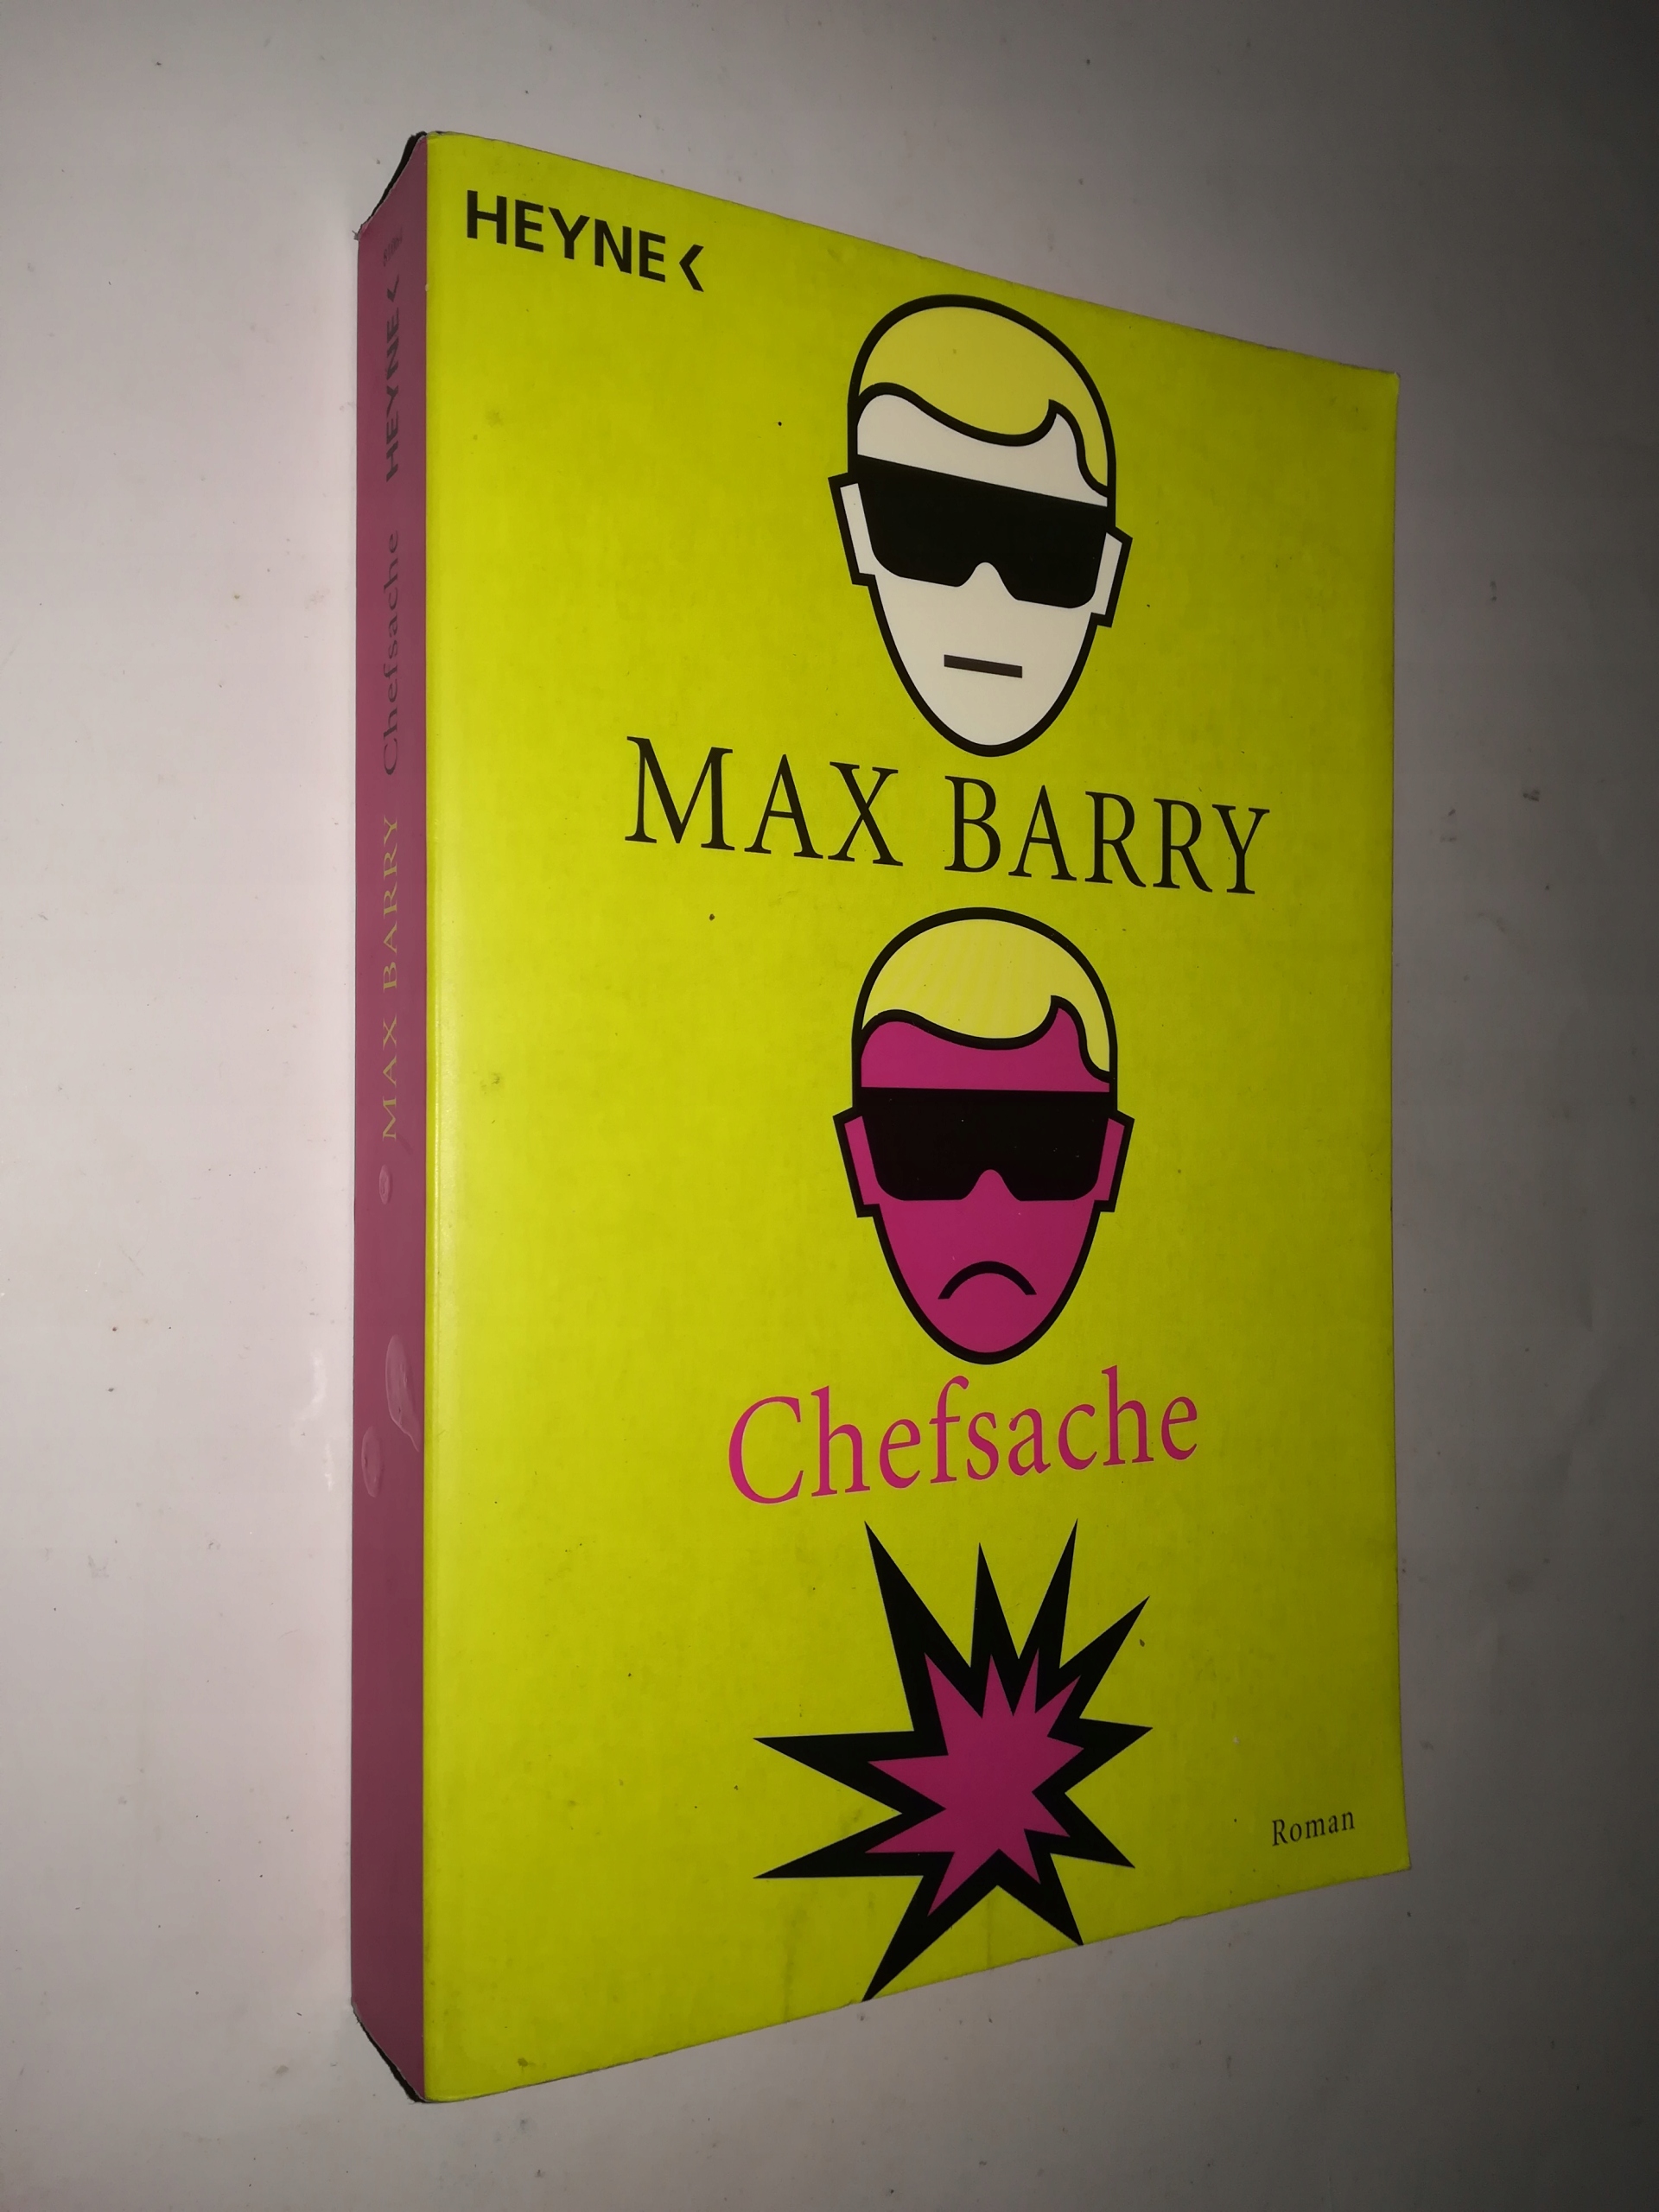 HEYNE<
MAX BARRY
Chefsache
Roman
MAX BARRY Chefsache HEYNE<